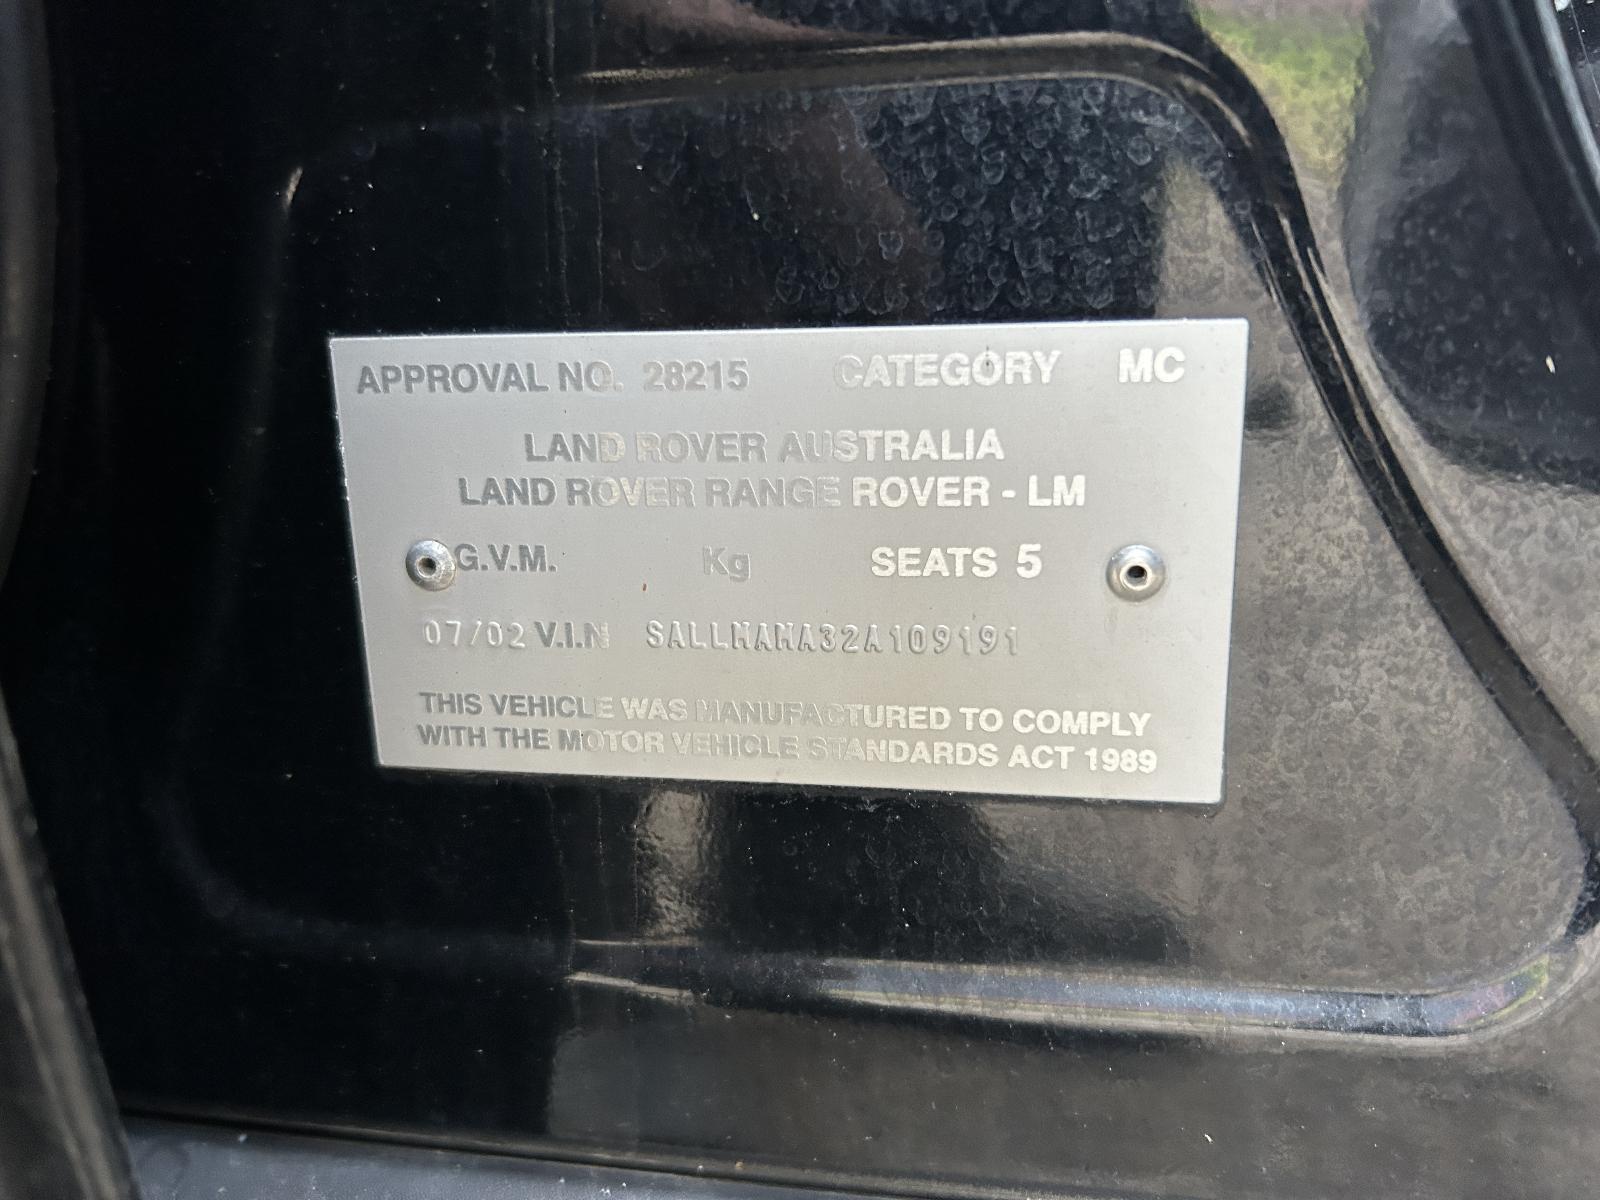 APPROVAL NO. 28215 CATEGORY MC
LAND ROVER AUSTRALIA
LAND ROVER RANGE ROVER - LM
G.V.M. Kg SEATS 5
07/02 V.I.N SALLMAMA32A109191
THIS VEHICLE WAS MANUFACTURED TO COMPLY
WITH THE MOTOR VEHICLE STANDARDS ACT 1989